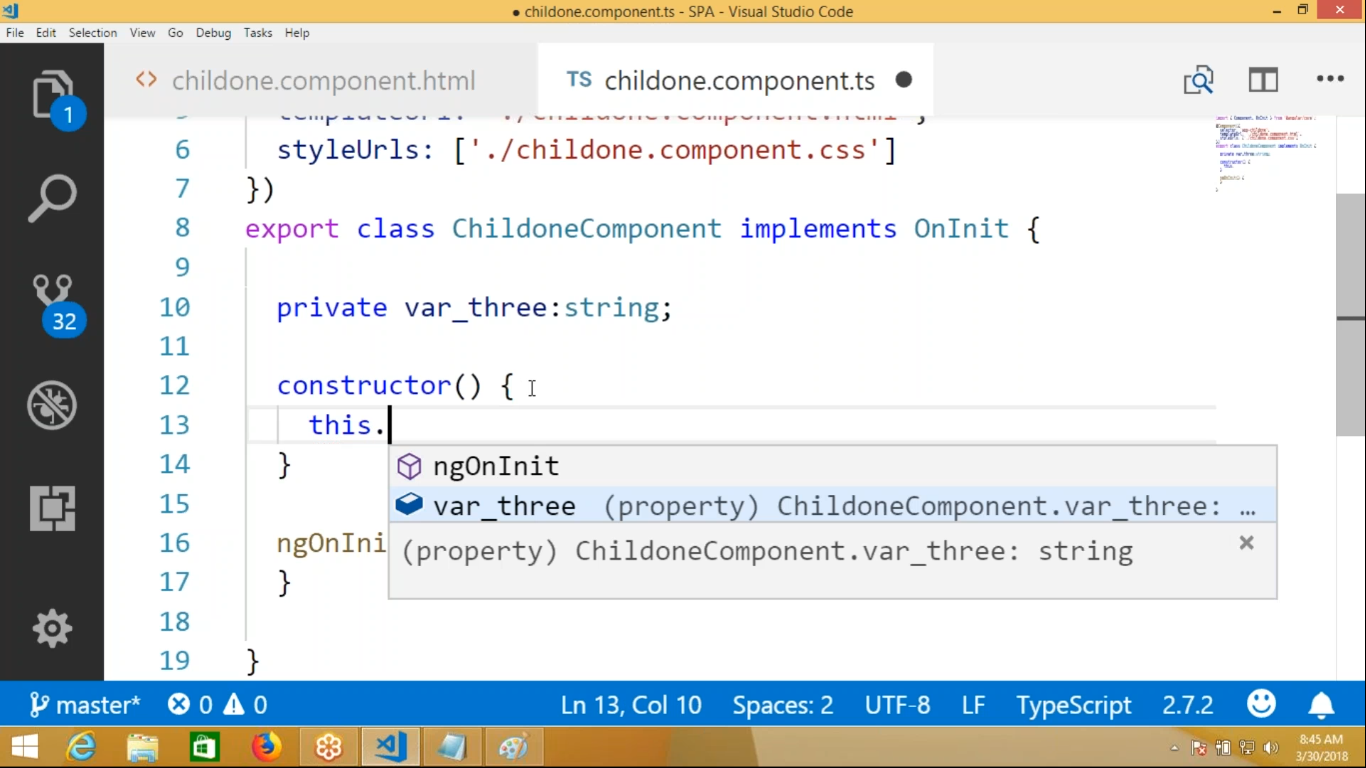 ● childone.component.ts - SPA - Visual Studio Code
File Edit Selection View Go Debug Tasks Help
<> childone.component.html TS childone.component.ts ●
1
32
templateUrl: './childone.component.html',
6 styleUrls: ['./childone.component.css']
7 })
8 export class ChildoneComponent implements OnInit {
9
10 private var_three:string;
11
12 constructor() {
13 this.
ngOnInit
var_three (property) ChildoneComponent.var_three: …
(property) ChildoneComponent.var_three: string ×
14 }
15
16 ngOnIni
17 }
18
19 }
master* 0 0 Ln 13, Col 10 Spaces: 2 UTF-8 LF TypeScript 2.7.2
8:45 AM
3/30/2018